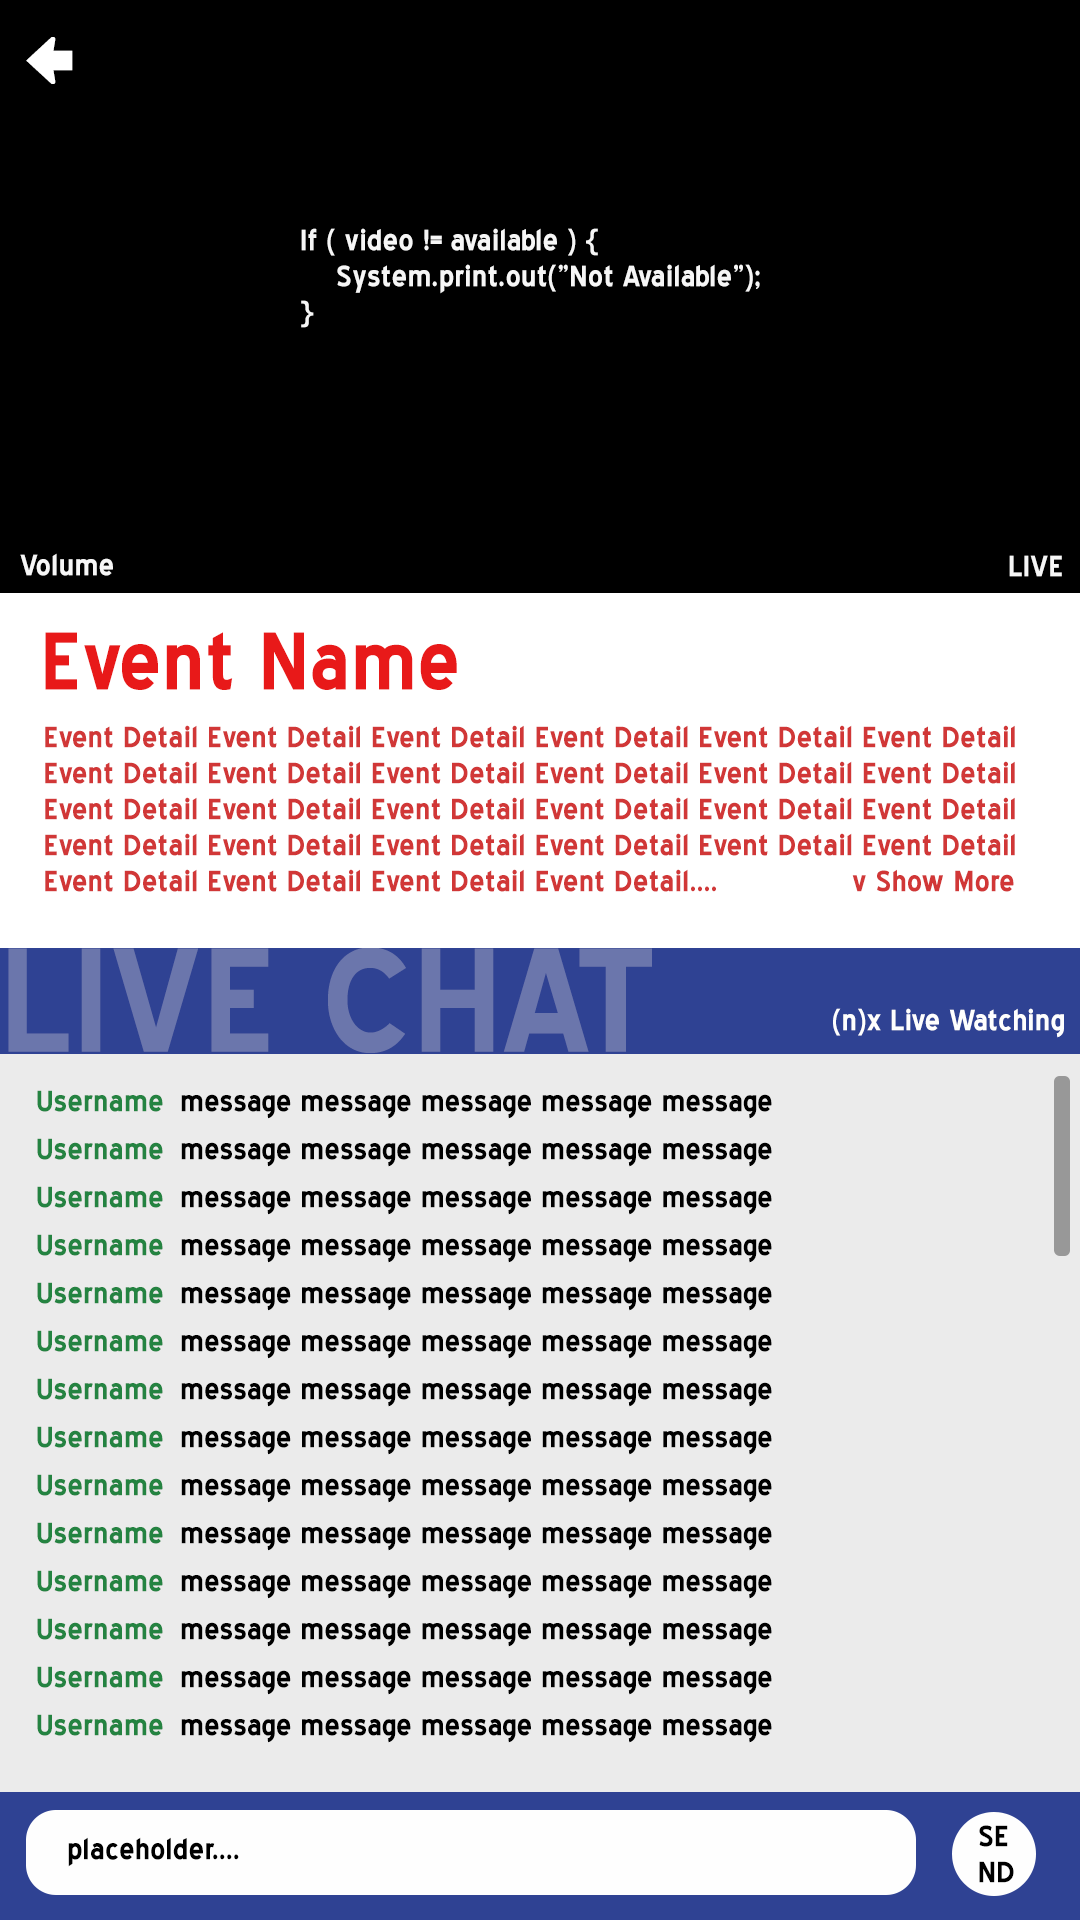 If ( video != available ) {
System.print.out(”Not Available”);
}
Volume
LIVE
Event Name
Event Detail Event Detail Event Detail Event Detail Event Detail Event Detail
Event Detail Event Detail Event Detail Event Detail Event Detail Event Detail
Event Detail Event Detail Event Detail Event Detail Event Detail Event Detail
Event Detail Event Detail Event Detail Event Detail Event Detail Event Detail
Event Detail Event Detail Event Detail Event Detail.... v Show More
LIVE CHAT
(n)x Live Watching
Username message message message message message
Username message message message message message
Username message message message message message
Username message message message message message
Username message message message message message
Username message message message message message
Username message message message message message
Username message message message message message
Username message message message message message
Username message message message message message
Username message message message message message
Username message message message message message
Username message message message message message
Username message message message message message
placeholder....
SE
ND